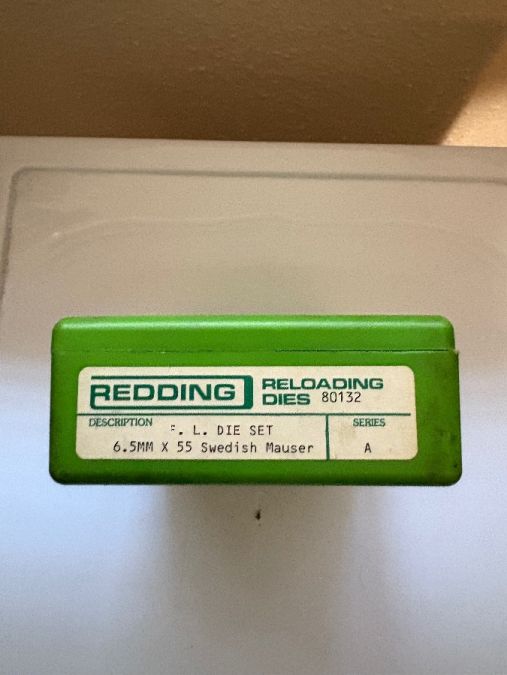 REDDING RELOADING
DIES 80132
DESCRIPTION F. L. DIE SET SERIES
6.5MM X 55 Swedish Mauser A